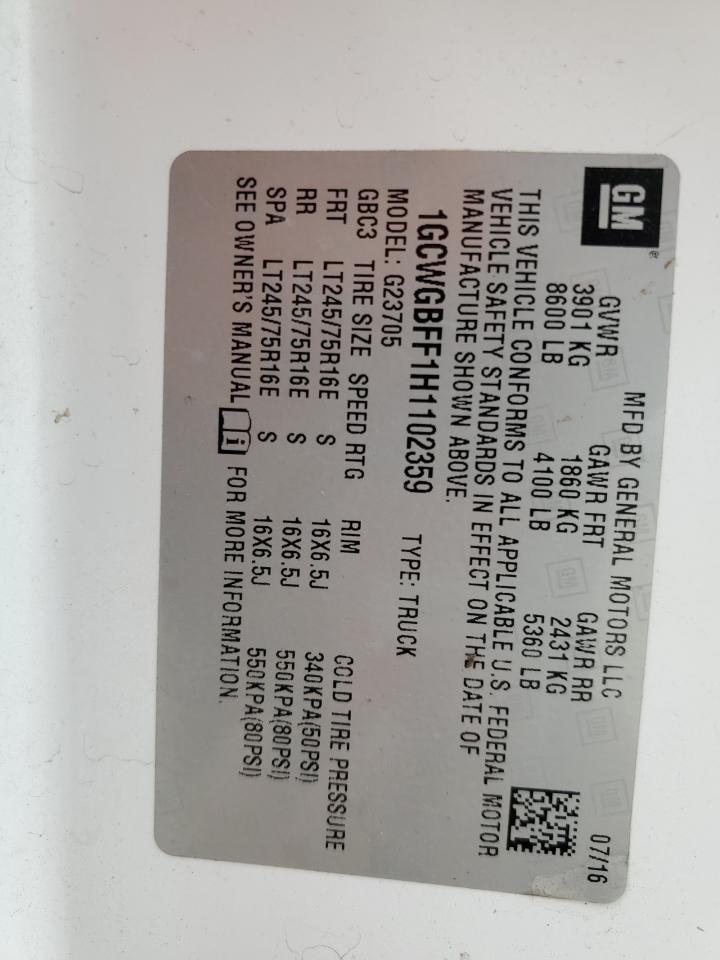 GM
MFD BY GENERAL MOTORS LLC 07/16
GVWR GAWR FRT GAWR RR
3901 KG 1860 KG 2431 KG
8600 LB 4100 LB 5360 LB
THIS VEHICLE CONFORMS TO ALL APPLICABLE U.S. FEDERAL MOTOR
VEHICLE SAFETY STANDARDS IN EFFECT ON THE DATE OF
MANUFACTURE SHOWN ABOVE.
1GCWGBFF1H1102359 TYPE: TRUCK
MODEL: G23705
GBC3 TIRE SIZE SPEED RTG RIM COLD TIRE PRESSURE
FRT LT245/75R16E S 16X6.5J 340KPA(50PSI)
RR LT245/75R16E S 16X6.5J 550KPA(80PSI)
SPA LT245/75R16E S 16X6.5J 550KPA(80PSI)
SEE OWNER'S MANUAL FOR MORE INFORMATION.